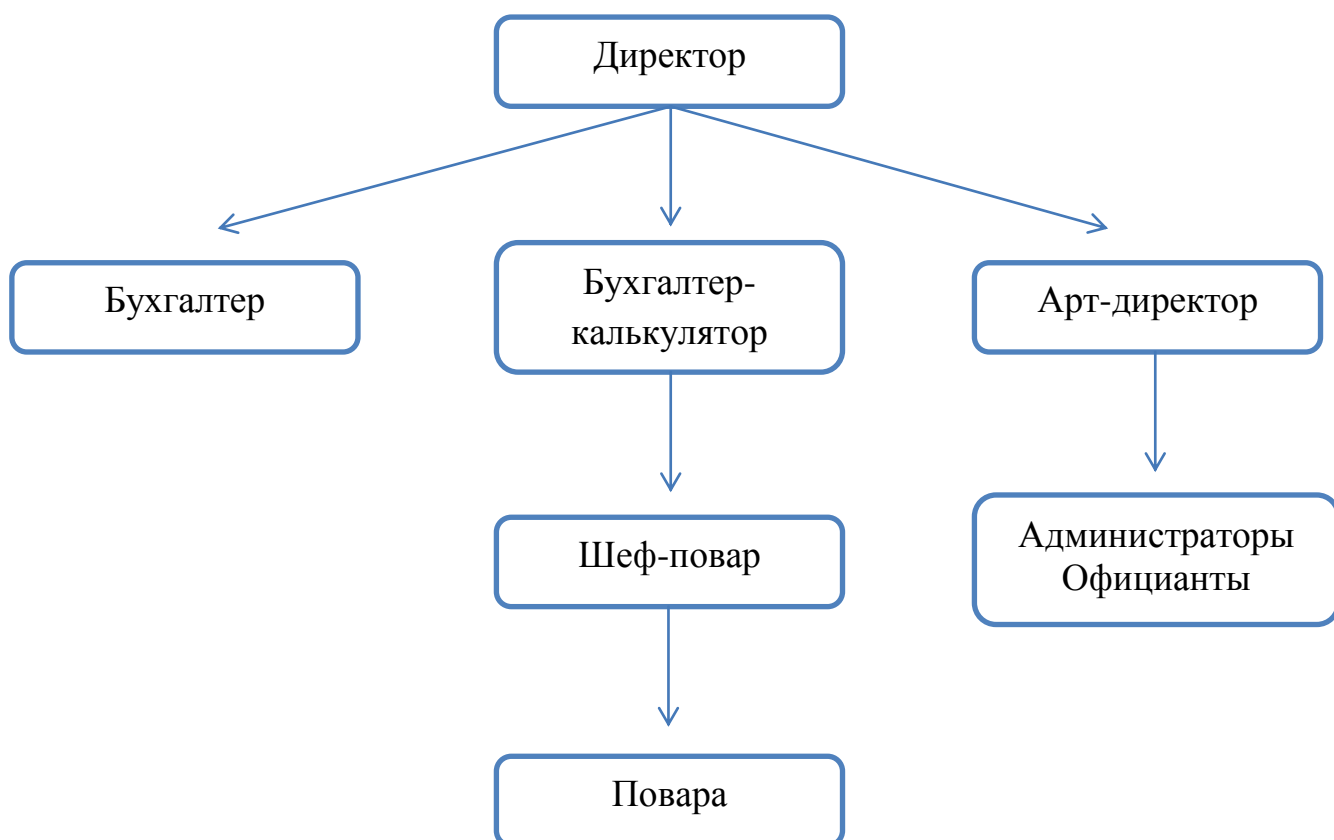 Директор
Бухгалтер
Бухгалтер-
калькулятор
Арт-директор
Шеф-повар
Администраторы
Официанты
Повара